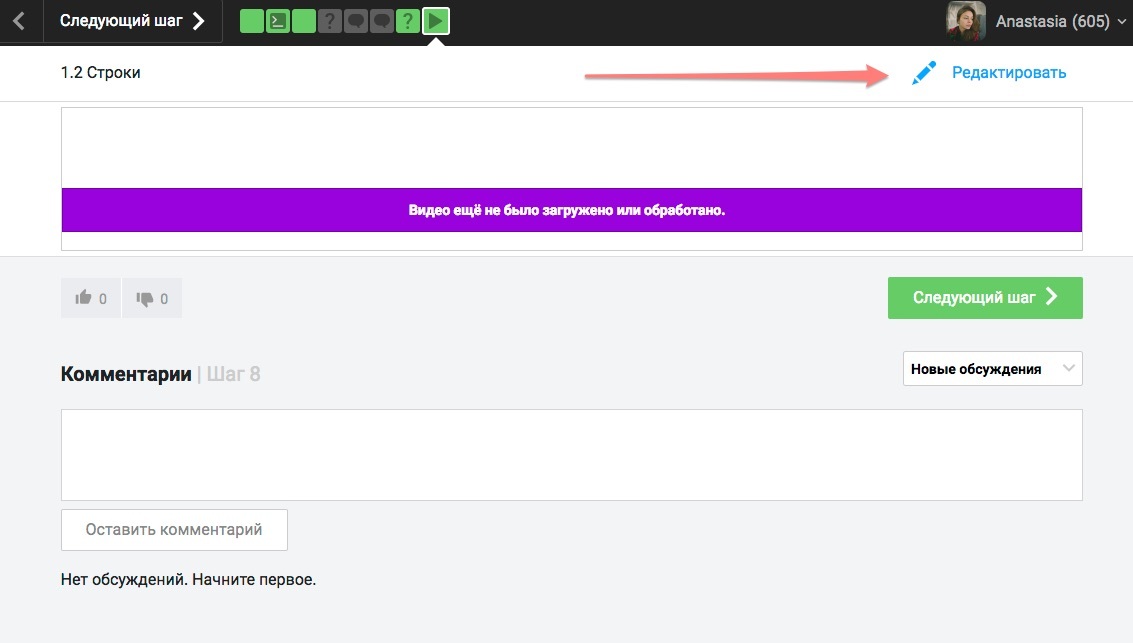 Следующий шаг
Anastasia (605)
1.2 Строки
Редактировать
Видео ещё не было загружено или обработано.
0
0
Следующий шаг
Комментарии | Шаг 8
Новые обсуждения
Оставить комментарий
Нет обсуждений. Начните первое.